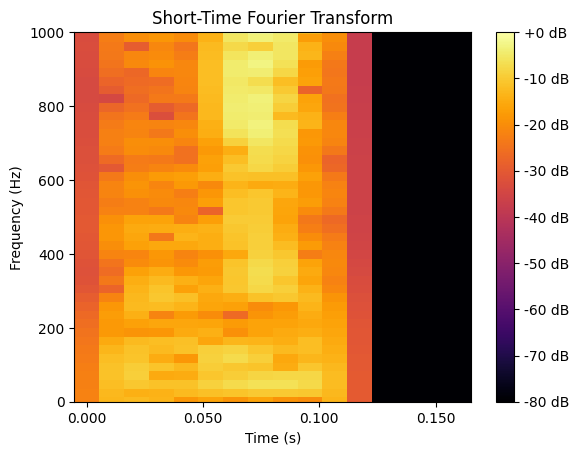 Short-Time Fourier Transform
1000
800
600
400
200
0
Frequency (Hz)
0.000
0.050
0.100
0.150
Time (s)
+0 dB
-10 dB
-20 dB
-30 dB
-40 dB
-50 dB
-60 dB
-70 dB
-80 dB